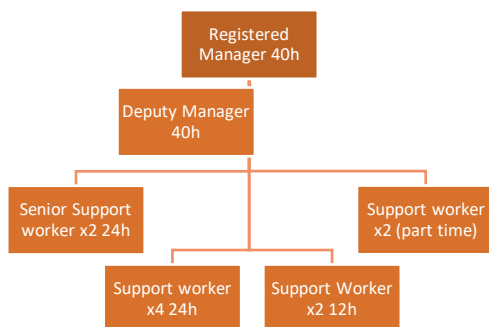 Registered
Manager 40h
Deputy Manager
40h
Senior Support
worker x2 24h
Support worker
x2 (part time)
Support worker
x4 24h
Support Worker
x2 12h